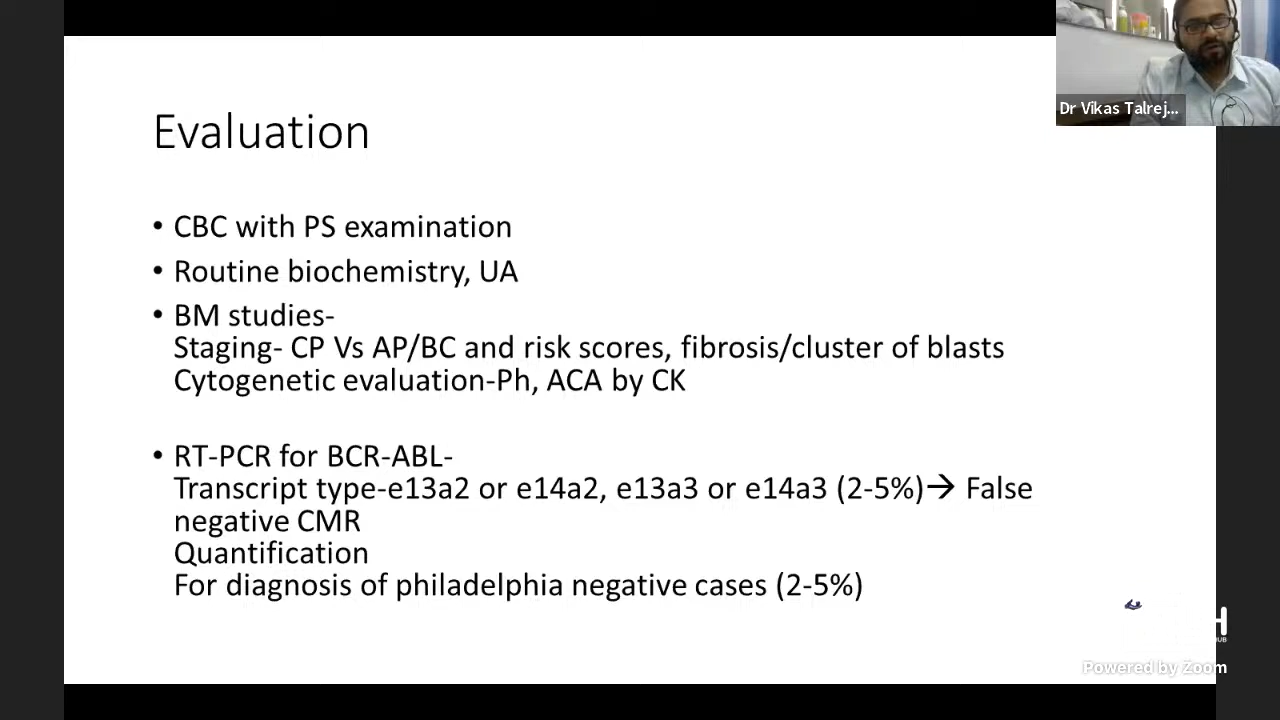 Dr Vikas Talrej...
Evaluation
• CBC with PS examination
• Routine biochemistry, UA
• BM studies-
Staging- CP Vs AP/BC and risk scores, fibrosis/cluster of blasts
Cytogenetic evaluation-Ph, ACA by CK
• RT-PCR for BCR-ABL-
Transcript type-e13a2 or e14a2, e13a3 or e14a3 (2-5%)→ False
negative CMR
Quantification
For diagnosis of philadelphia negative cases (2-5%)
H
UB
Powered by Zoom